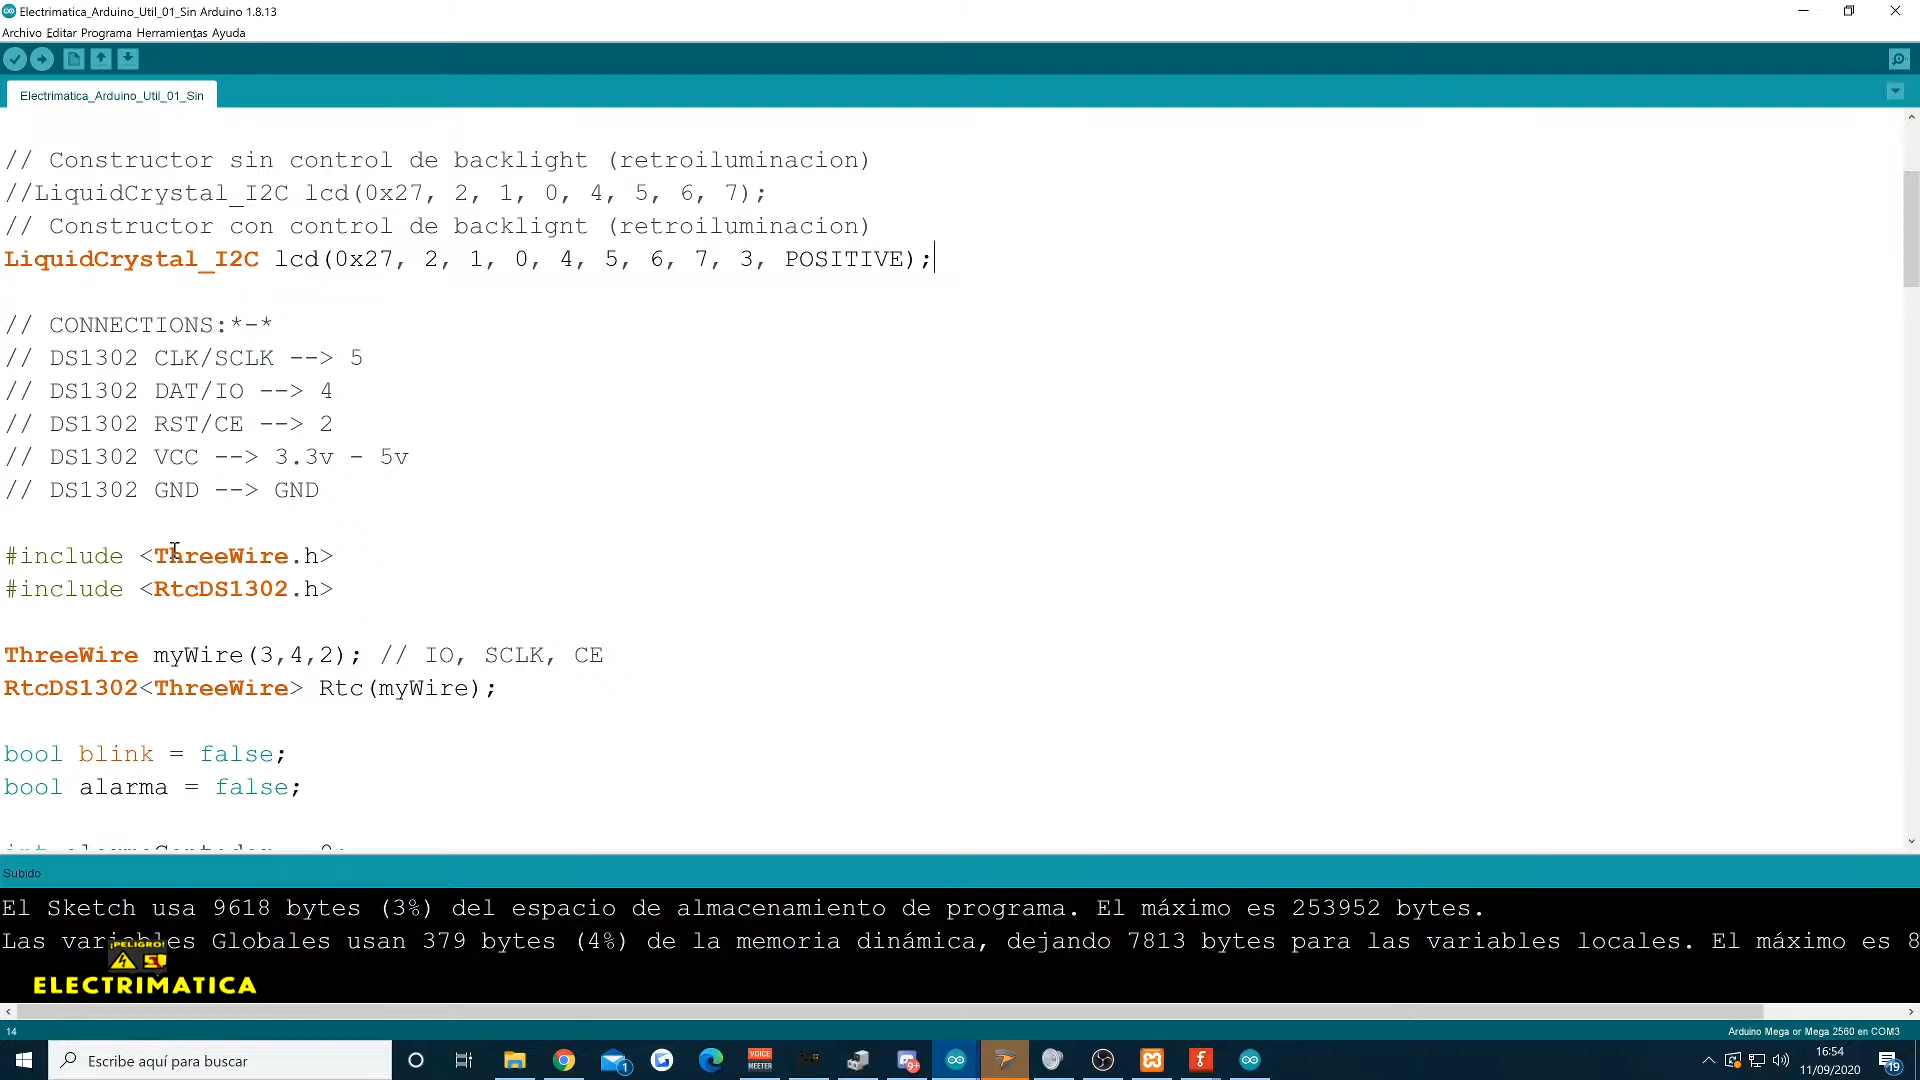 Electrimatica_Arduino_Util_01_Sin Arduino 1.8.13
Archivo Editar Programa Herramientas Ayuda
Electrimatica_Arduino_Util_01_Sin
// Constructor sin control de backlight (retroiluminacion)
//LiquidCrystal_I2C lcd(0x27, 2, 1, 0, 4, 5, 6, 7);
// Constructor con control de backlignt (retroiluminacion)
LiquidCrystal_I2C lcd(0x27, 2, 1, 0, 4, 5, 6, 7, 3, POSITIVE);
// CONNECTIONS:*-*
// DS1302 CLK/SCLK --> 5
// DS1302 DAT/IO --> 4
// DS1302 RST/CE --> 2
// DS1302 VCC --> 3.3v - 5v
// DS1302 GND --> GND
#include <ThreeWire.h>
#include <RtcDS1302.h>
ThreeWire myWire(3,4,2); // IO, SCLK, CE
RtcDS1302<ThreeWire> Rtc(myWire);
bool blink = false;
bool alarma = false;
Subido
El Sketch usa 9618 bytes (3%) del espacio de almacenamiento de programa. El máximo es 253952 bytes.
Las variables Globales usan 379 bytes (4%) de la memoria dinámica, dejando 7813 bytes para las variables locales. El máximo es 8
¡PELIGRO!
ELECTRIMATICA
14
Arduino Mega or Mega 2560 en COM3
Escribe aquí para buscar
1
VOICE
MEETER
9+
16:54
11/09/2020
19